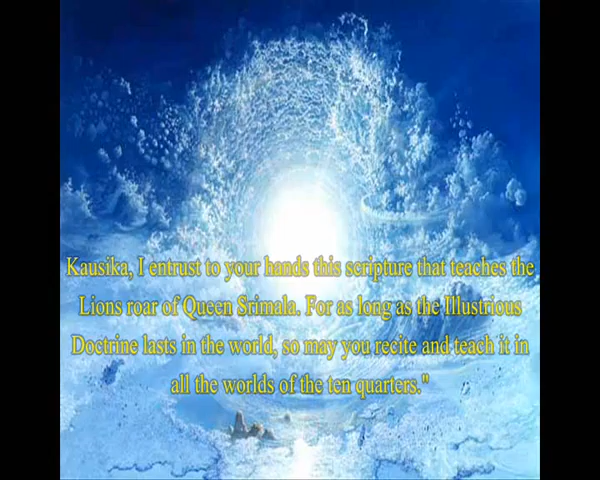 Kausika, I entrust to your hands this scripture that teaches the
Lions roar of Queen Srimala. For as long as the Illustrious
Doctrine lasts in the world, so may you recite and teach it in
all the worlds of the ten quarters."